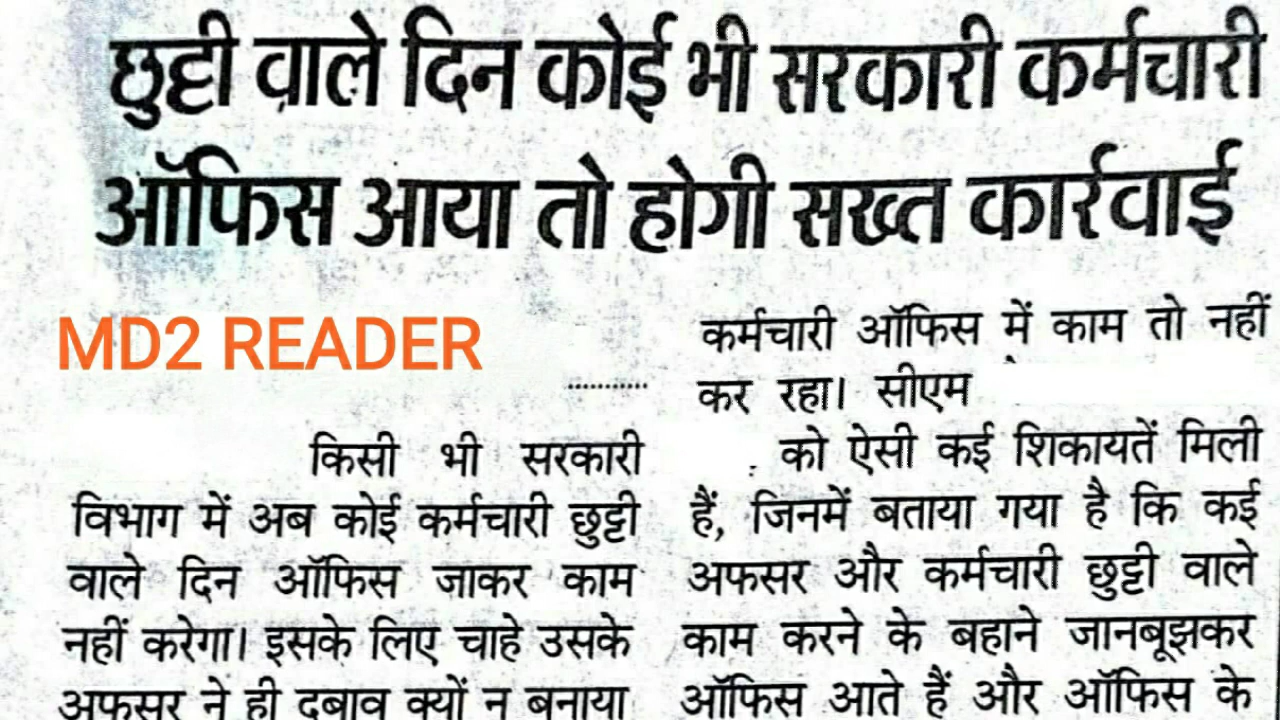 छुट्टी वाले दिन कोई भी सरकारी कर्मचारी
ऑफिस आया तो होगी सख्त कार्रवाई
MD2 READER
............
किसी भी सरकारी
विभाग में अब कोई कर्मचारी छुट्टी
वाले दिन ऑफिस जाकर काम
नहीं करेगा। इसके लिए चाहे उसके
अफसर ने ही दबाव क्यों न बनाया
कर्मचारी ऑफिस में काम तो नहीं
कर रहा। सीएम
को ऐसी कई शिकायतें मिली
हैं, जिनमें बताया गया है कि कई
अफसर और कर्मचारी छुट्टी वाले
काम करने के बहाने जानबूझकर
ऑफिस आते हैं और ऑफिस के